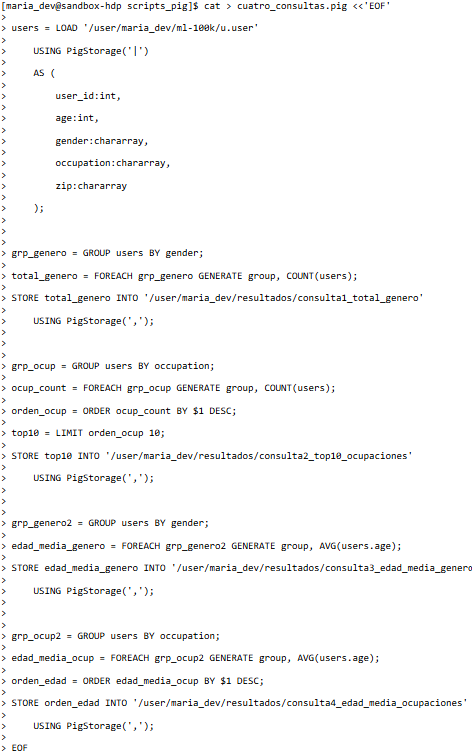 [maria_dev@sandbox-hdp scripts_pig]$ cat > cuatro_consultas.pig <<'EOF'
>
> users = LOAD '/user/maria_dev/ml-100k/u.user'
>
>     USING PigStorage('|')
>
>     AS (
>
>         user_id:int,
>
>         age:int,
>
>         gender:chararray,
>
>         occupation:chararray,
>
>         zip:chararray
>
>     );
>
>
>
> grp_genero = GROUP users BY gender;
>
> total_genero = FOREACH grp_genero GENERATE group, COUNT(users);
>
> STORE total_genero INTO '/user/maria_dev/resultados/consulta1_total_genero'
>
>     USING PigStorage(',');
>
>
>
> grp_ocup = GROUP users BY occupation;
>
> ocup_count = FOREACH grp_ocup GENERATE group, COUNT(users);
>
> orden_ocup = ORDER ocup_count BY $1 DESC;
>
> top10 = LIMIT orden_ocup 10;
>
> STORE top10 INTO '/user/maria_dev/resultados/consulta2_top10_ocupaciones'
>
>     USING PigStorage(',');
>
>
>
> grp_genero2 = GROUP users BY gender;
>
> edad_media_genero = FOREACH grp_genero2 GENERATE group, AVG(users.age);
>
> STORE edad_media_genero INTO '/user/maria_dev/resultados/consulta3_edad_media_genero
>
>     USING PigStorage(',');
>
>
>
> grp_ocup2 = GROUP users BY occupation;
>
> edad_media_ocup = FOREACH grp_ocup2 GENERATE group, AVG(users.age);
>
> orden_edad = ORDER edad_media_ocup BY $1 DESC;
>
> STORE orden_edad INTO '/user/maria_dev/resultados/consulta4_edad_media_ocupaciones'
>
>     USING PigStorage(',');
>
> EOF